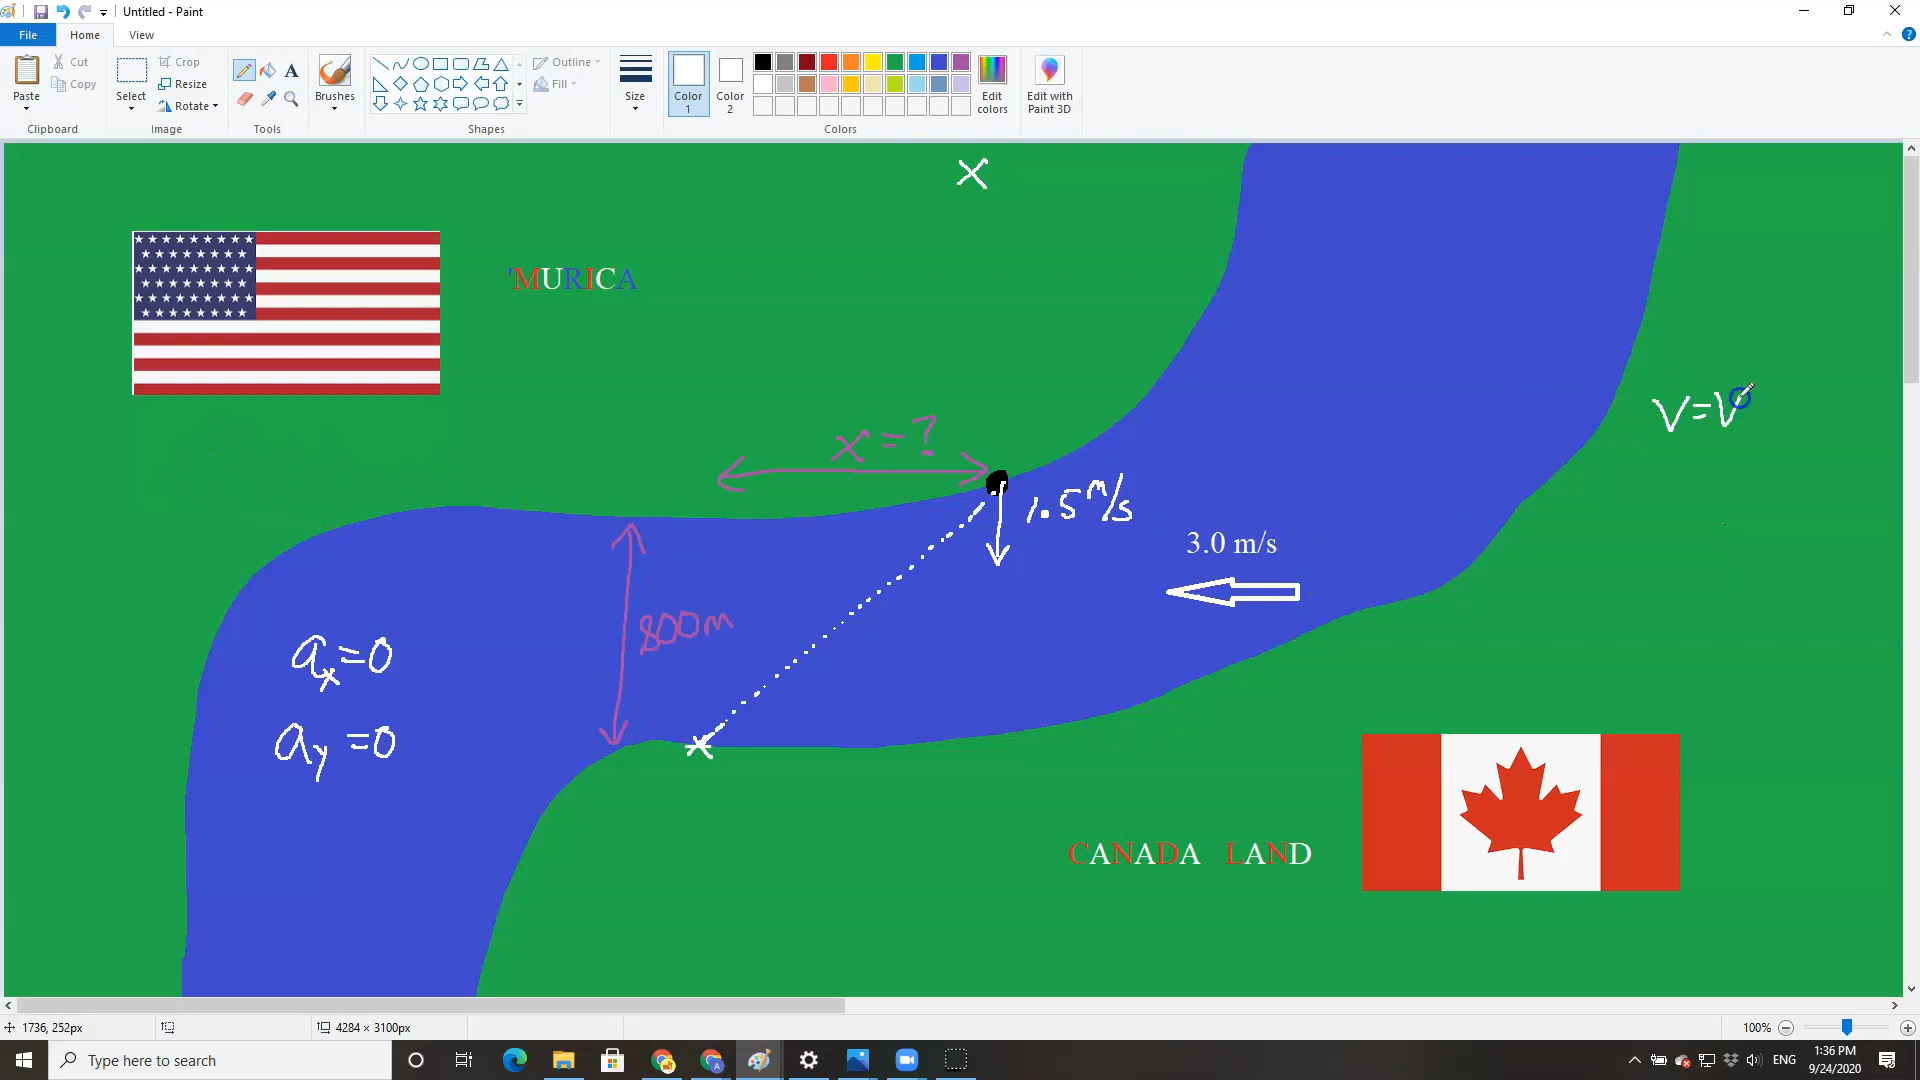 Untitled - Paint
File Home View
Paste
Cut
Copy
Clipboard
Select
Crop
Resize
Rotate
Image
A
Tools
Brushes
Shapes
Outline
Fill
Size
Color 1
Color 2
Edit colors
Colors
Edit with Paint 3D
X
'MURICA
V=V
x=?
1.5 m/s
3.0 m/s
800m
ax=0
ay=0
CANADA LAND
1736, 252px
4284 × 3100px
100%
Type here to search
ENG
1:36 PM
9/24/2020